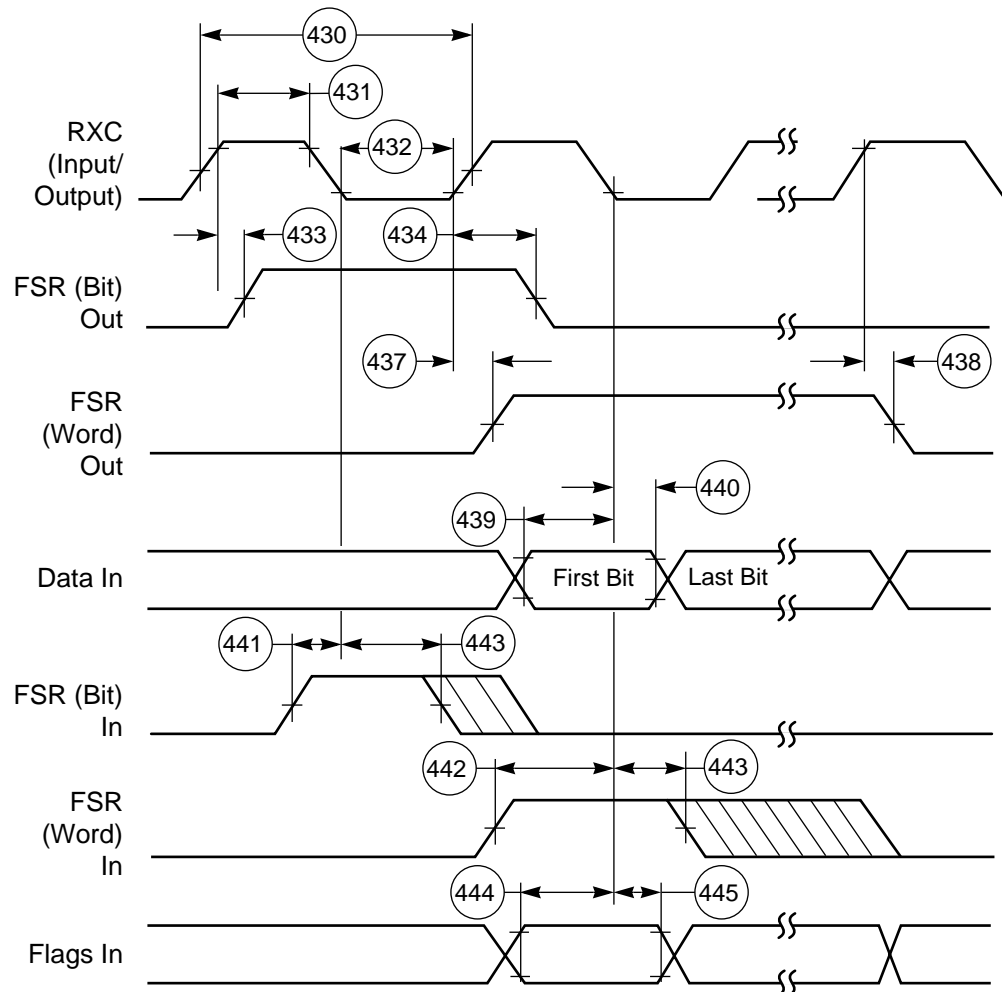 430
431
RXC
(Input/
Output)
432
433
434
FSR (Bit)
Out
437
438
FSR
(Word)
Out
439
440
Data In
First Bit
Last Bit
441
443
FSR (Bit)
In
442
443
FSR
(Word)
In
444
445
Flags In